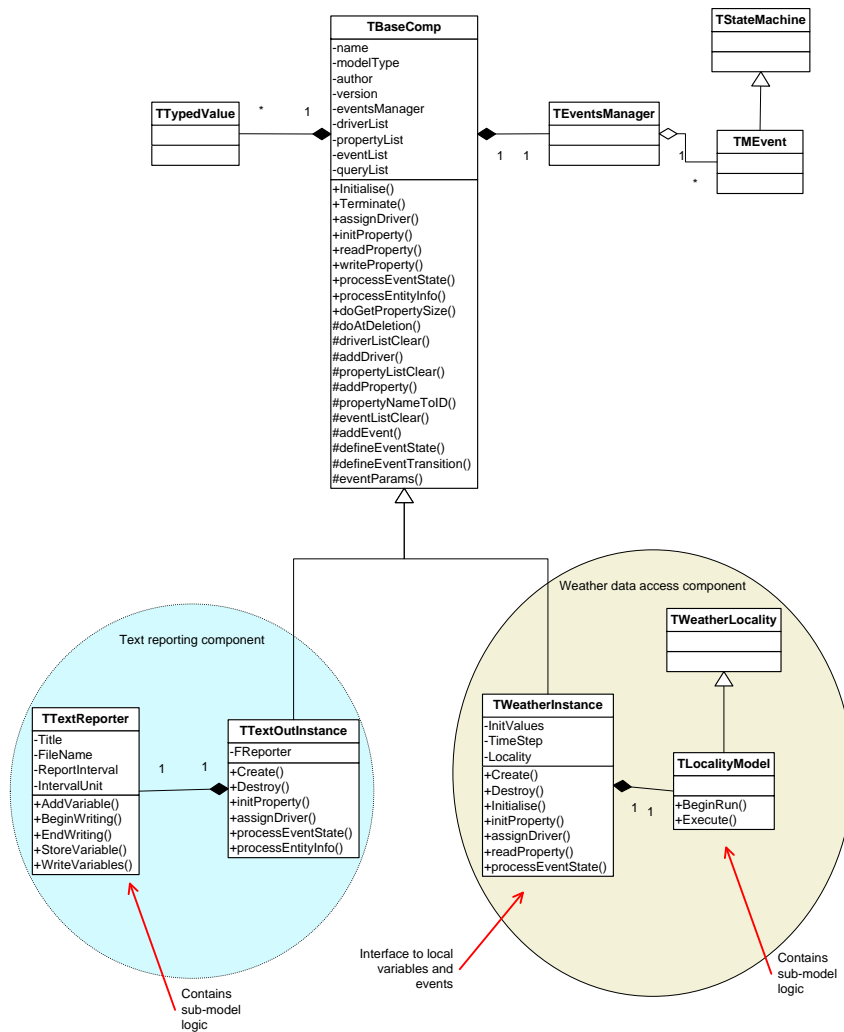 TBaseComp
-name
-modelType
-author
-version
-eventsManager
-driverList
-propertyList
-eventList
-queryList
+Initialise()
+Terminate()
+assignDriver()
+initProperty()
+readProperty()
+writeProperty()
+processEventState()
+processEntityInfo()
+doGetPropertySize()
#doAtDeletion()
#driverListClear()
#addDriver()
#propertyListClear()
#addProperty()
#propertyNameToID()
#eventListClear()
#addEvent()
#defineEventState()
#defineEventTransition()
#eventParams()
TStateMachine
TTypedValue
*
1
TEventsManager
1
1
1
*
TMEvent
Text reporting component
TTextReporter
-Title
-FileName
-ReportInterval
-IntervalUnit
+AddVariable()
+BeginWriting()
+EndWriting()
+StoreVariable()
+WriteVariables()
1
1
TTextOutInstance
-FReporter
+Create()
+Destroy()
+initProperty()
+assignDriver()
+processEventState()
+processEntityInfo()
Weather data access component
TWeatherLocality
TWeatherInstance
-InitValues
-TimeStep
-Locality
+Create()
+Destroy()
+Initialise()
+initProperty()
+assignDriver()
+readProperty()
+processEventState()
1
1
TLocalityModel
+BeginRun()
+Execute()
Contains
sub-model
logic
Interface to local
variables and
events
Contains
sub-model
logic